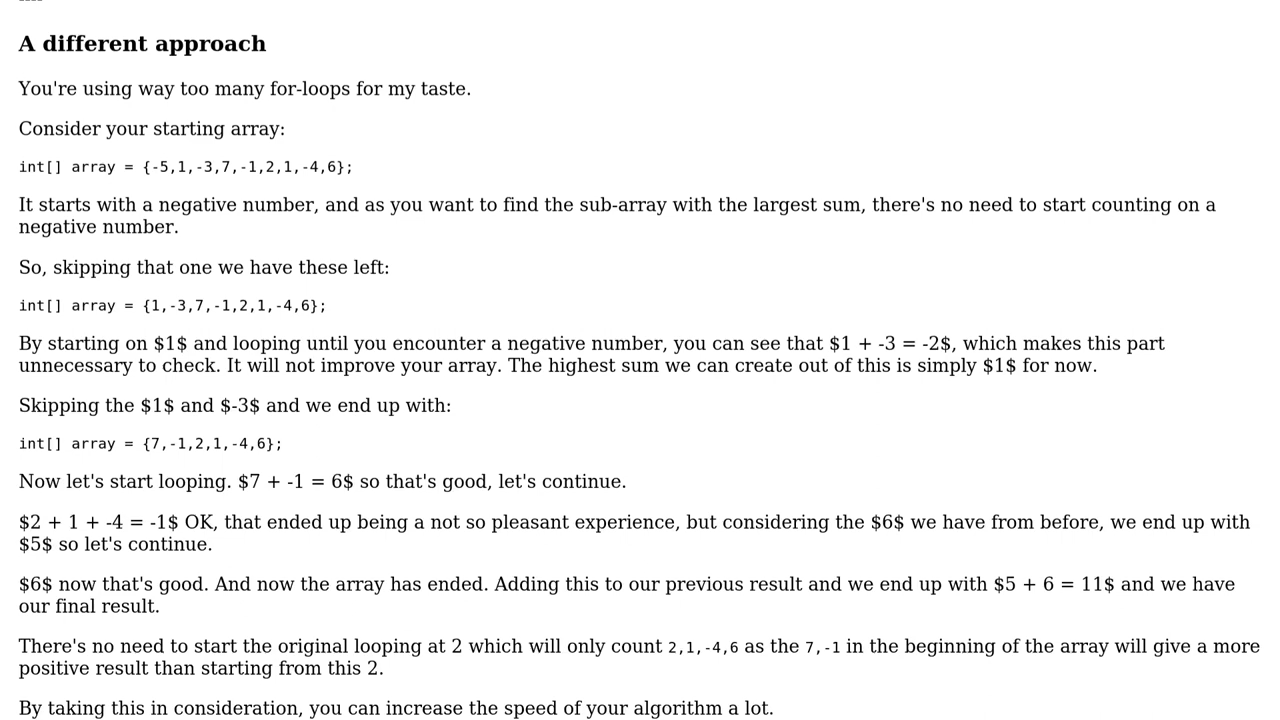 A different approach
You're using way too many for-loops for my taste.
Consider your starting array:
int[] array = {-5,1,-3,7,-1,2,1,-4,6};
It starts with a negative number, and as you want to find the sub-array with the largest sum, there's no need to start counting on a
negative number.
So, skipping that one we have these left:
int[] array = {1,-3,7,-1,2,1,-4,6};
By starting on $1$ and looping until you encounter a negative number, you can see that $1 + -3 = -2$, which makes this part
unnecessary to check. It will not improve your array. The highest sum we can create out of this is simply $1$ for now.
Skipping the $1$ and $-3$ and we end up with:
int[] array = {7,-1,2,1,-4,6};
Now let's start looping. $7 + -1 = 6$ so that's good, let's continue.
$2 + 1 + -4 = -1$ OK, that ended up being a not so pleasant experience, but considering the $6$ we have from before, we end up with
$5$ so let's continue.
$6$ now that's good. And now the array has ended. Adding this to our previous result and we end up with $5 + 6 = 11$ and we have
our final result.
There's no need to start the original looping at 2 which will only count 2,1,-4,6 as the 7,-1 in the beginning of the array will give a more
positive result than starting from this 2.
By taking this in consideration, you can increase the speed of your algorithm a lot.